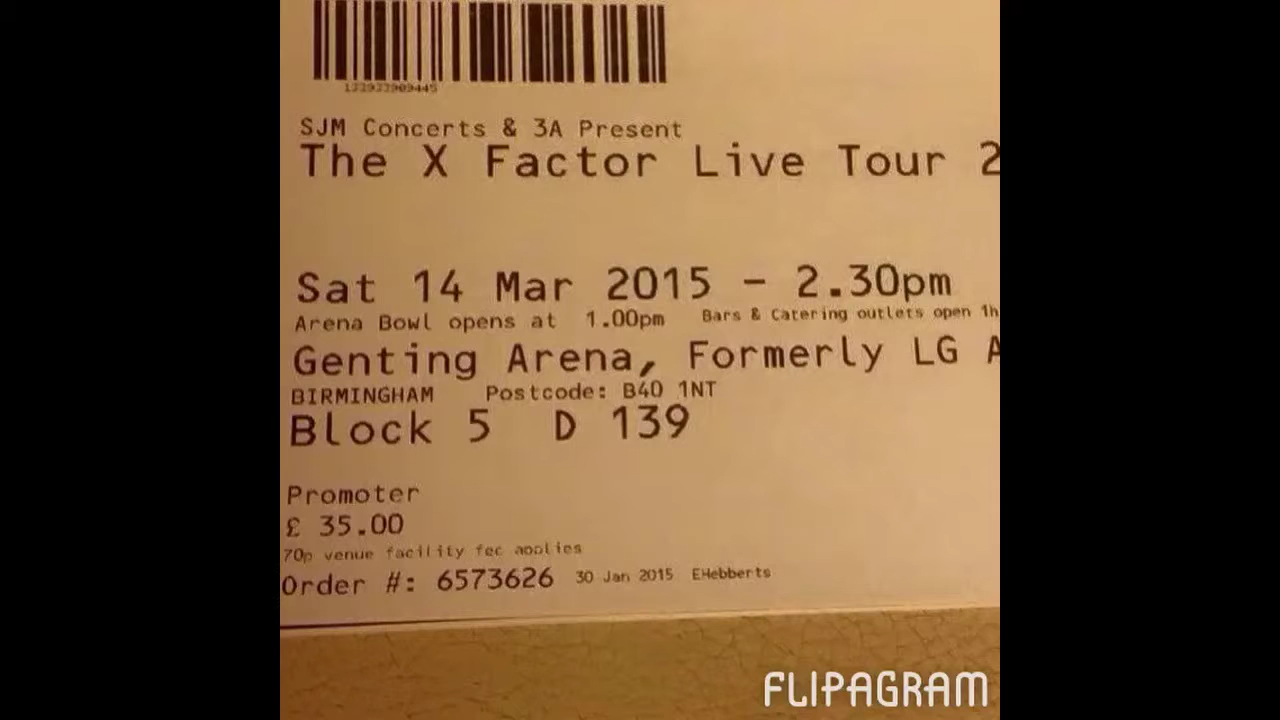 SJM Concerts & 3A Present
The X Factor Live Tour 2
Sat 14 Mar 2015 - 2.30pm
Arena Bowl opens at 1.00pm Bars & Catering outlets open 1h
Genting Arena, Formerly LG A
BIRMINGHAM Postcode: B40 1NT
Block 5 D 139
Promoter
£ 35.00
70p venue facility fee applies
Order #: 6573626 30 Jan 2015 EHebberts
FLIPAGRAM